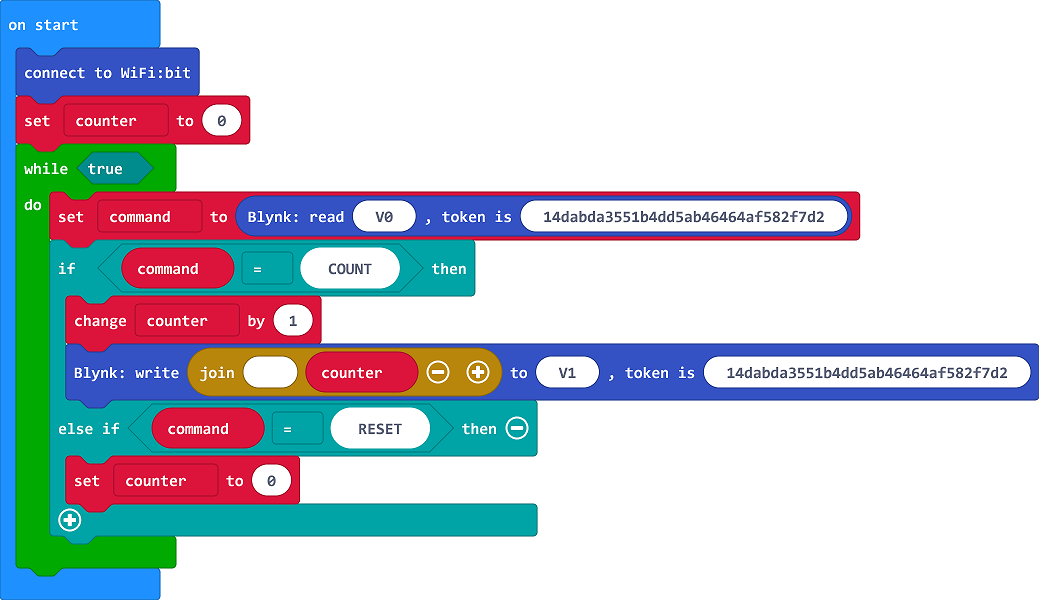 on start
connect to WiFi:bit
set counter to 0
while true
do
set command to Blynk: read V0 , token is 14dabda3551b4dd5ab46464af582f7d2
if command = COUNT then
change counter by 1
Blynk: write join counter to V1 , token is 14dabda3551b4dd5ab46464af582f7d2
else if command = RESET then
set counter to 0